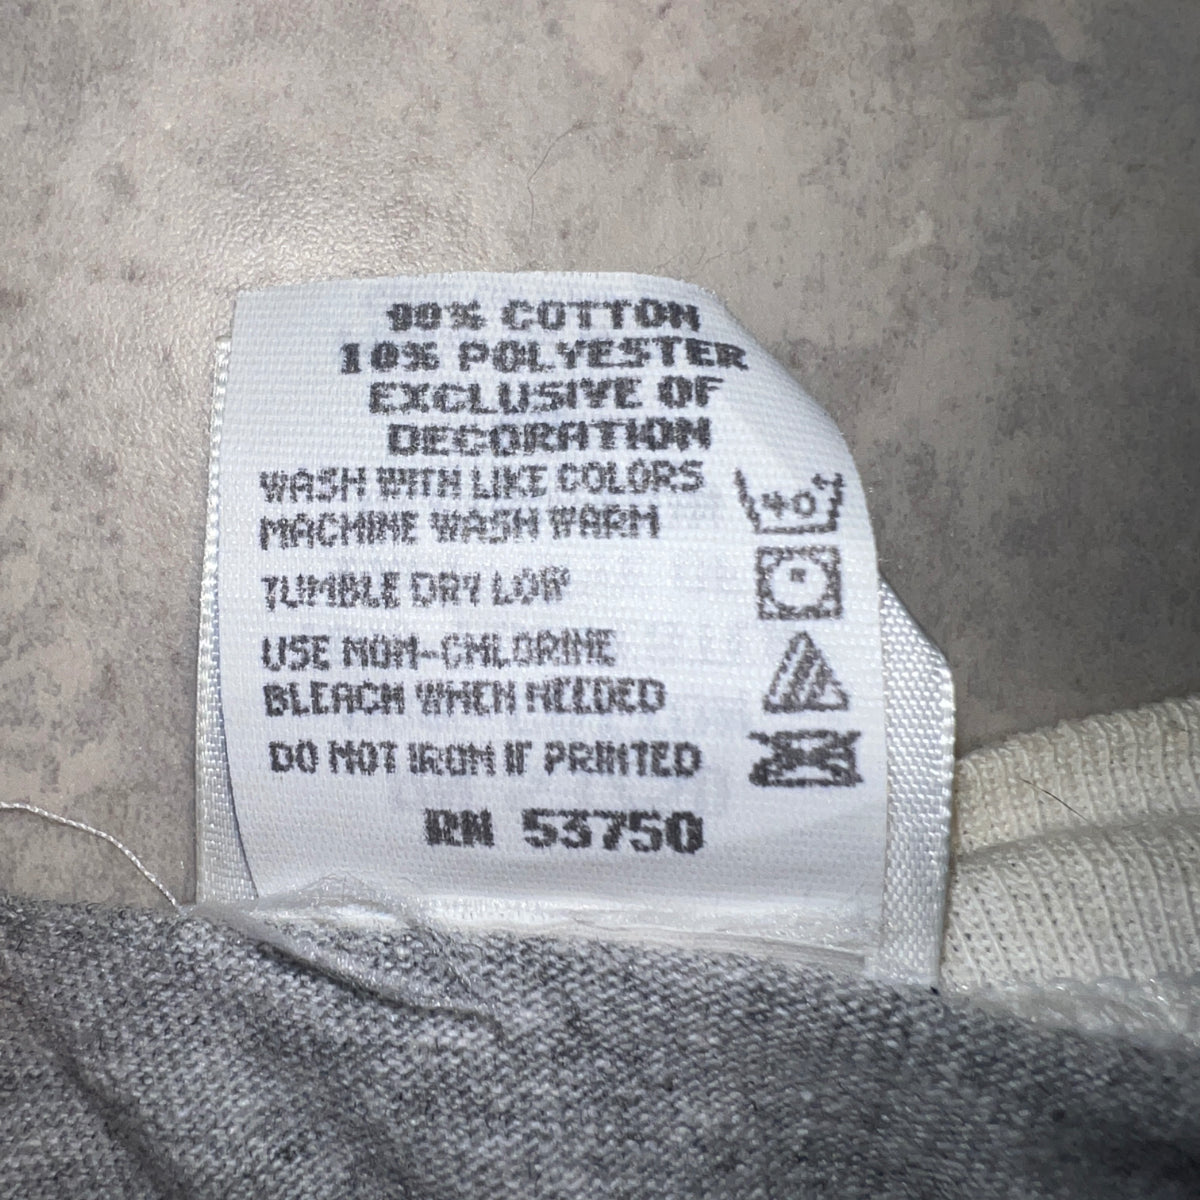 90% COTTON
10% POLYESTER
EXCLUSIVE OF
DECORATION
WASH WITH LIKE COLORS
MACHINE WASH WARM
40°
TUMBLE DRY LOW
USE NON-CHLORINE
BLEACH WHEN NEEDED
DO NOT IRON IF PRINTED
RN 53750